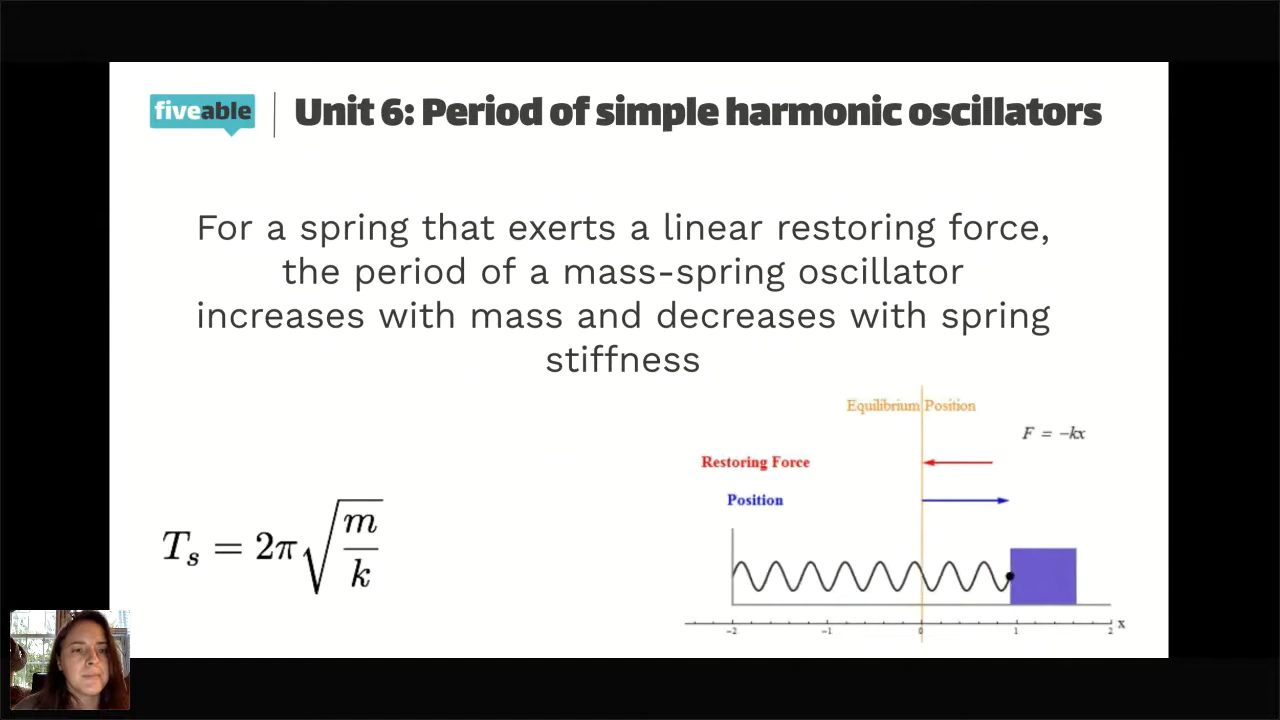 fiveable
Unit 6: Period of simple harmonic oscillators
For a spring that exerts a linear restoring force,
the period of a mass-spring oscillator
increases with mass and decreases with spring
stiffness
Equilibrium Position
F = -kx
Restoring Force
Position
T_s = 2π√(m/k)
-2 -1 0 1 2 x